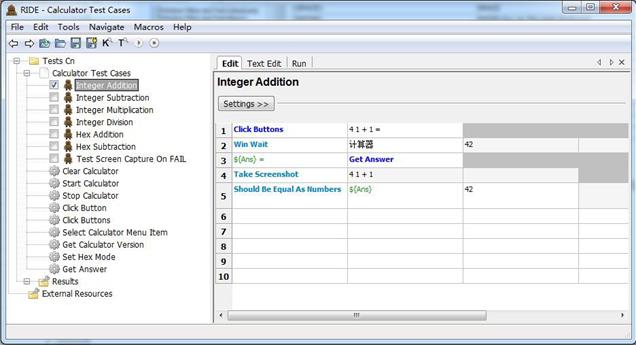 RIDE - Calculator Test Cases
File Edit Tools Navigate Macros Help
Tests Cn
Calculator Test Cases
Integer Addition
Integer Subtraction
Integer Multiplication
Integer Division
Hex Addition
Hex Subtraction
Test Screen Capture On FAIL
Clear Calculator
Start Calculator
Stop Calculator
Click Button
Click Buttons
Select Calculator Menu Item
Get Calculator Version
Set Hex Mode
Get Answer
Results
External Resources
Edit Text Edit Run
Integer Addition
Settings >>
1 Click Buttons 4 1 + 1 =
2 Win Wait 计算器 42
3 ${Ans} = Get Answer
4 Take Screenshot 4 1 + 1
5 Should Be Equal As Numbers ${Ans} 42
6
7
8
9
10